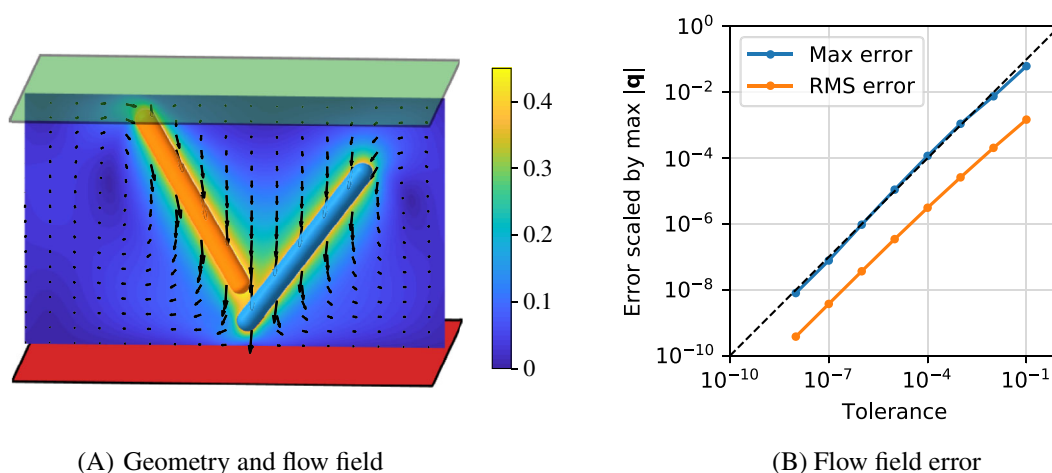 0.4
0.3
0.2
0.1
0
(A) Geometry and flow field
Error scaled by max |q|
10⁰
10⁻²
10⁻⁴
10⁻⁶
10⁻⁸
10⁻¹⁰
Max error
RMS error
10⁻¹⁰ 10⁻⁷ 10⁻⁴ 10⁻¹
Tolerance
(B) Flow field error